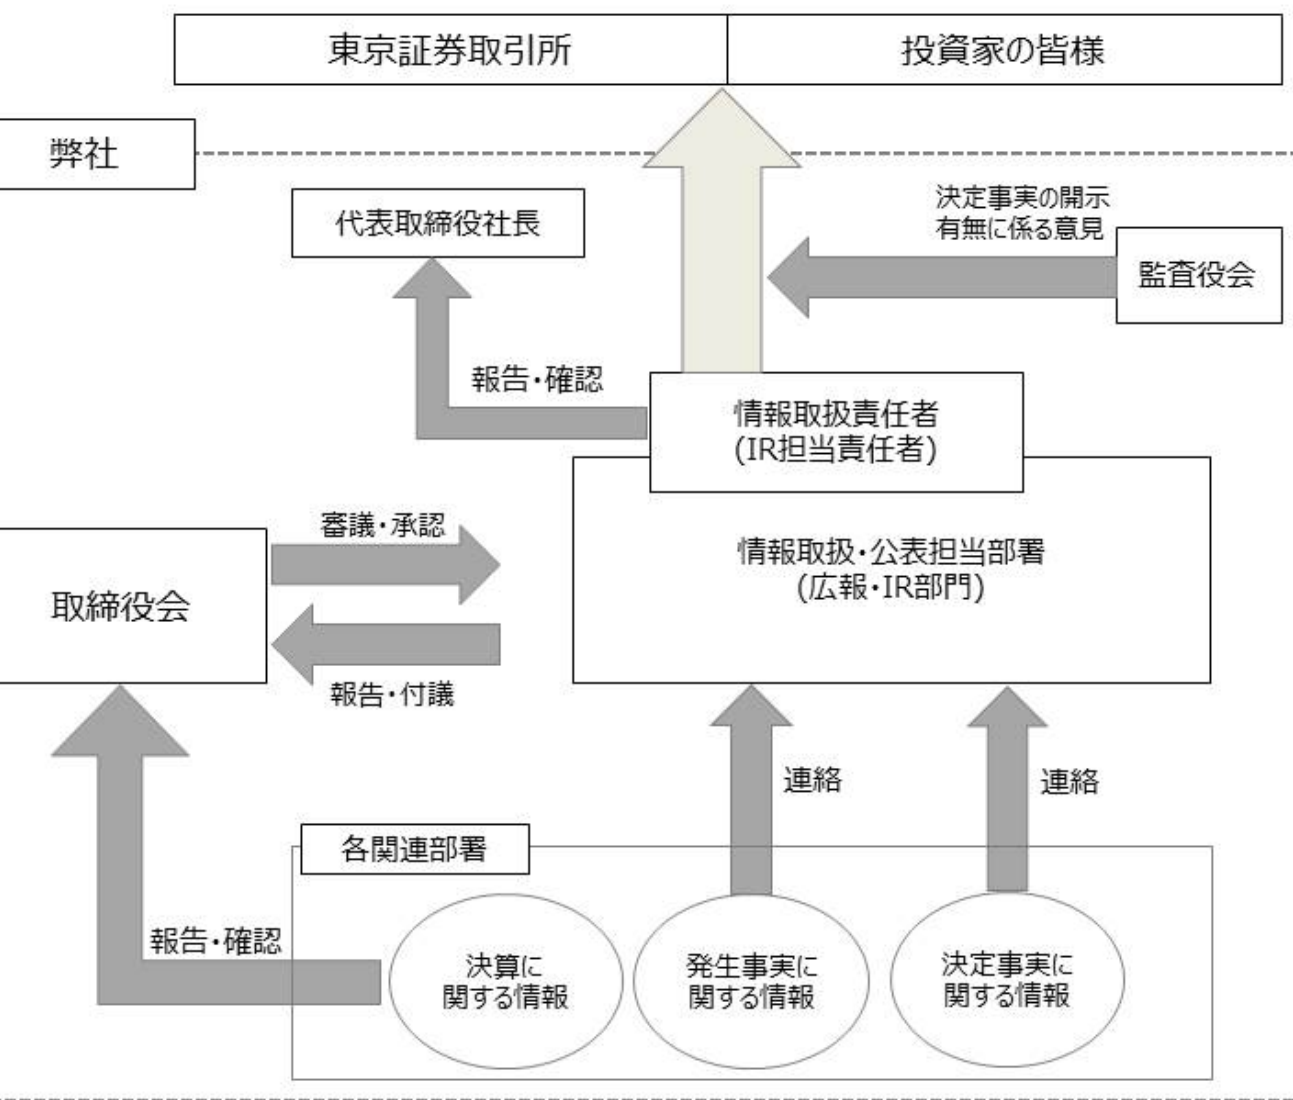 東京証券取引所
投資家の皆様
弊社
代表取締役社長
決定事実の開示
有無に係る意見
監査役会
報告・確認
情報取扱責任者
(IR担当責任者)
審議・承認
情報取扱・公表担当部署
(広報・IR部門)
取締役会
報告・付議
連絡
連絡
各関連部署
報告・確認
決算に
関する情報
発生事実に
関する情報
決定事実に
関する情報